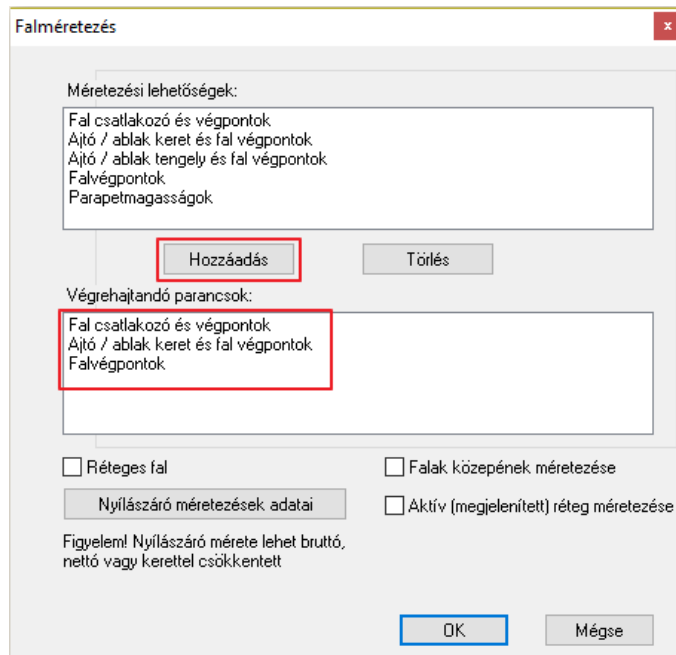 Falméretezés
x
Méretezési lehetőségek:
Fal csatlakozó és végpontok
Ajtó / ablak keret és fal végpontok
Ajtó / ablak tengely és fal végpontok
Falvégpontok
Parapetmagasságok
Hozzáadás Törlés
Végrehajtandó parancsok:
Fal csatlakozó és végpontok
Ajtó / ablak keret és fal végpontok
Falvégpontok
Réteges fal Falak közepének méretezése
Nyílászáró méretezések adatai Aktív (megjelenített) réteg méretezése
Figyelem! Nyílászáró mérete lehet bruttó,
nettó vagy kerettel csökkentett
OK Mégse